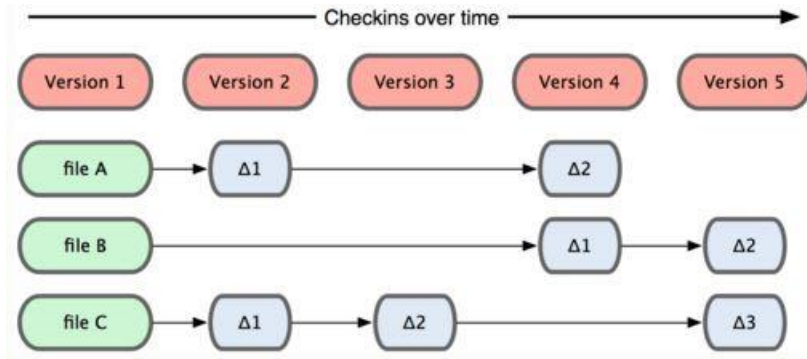 Checkins over time
Version 1 Version 2 Version 3 Version 4 Version 5
file A Δ1 Δ2
file B Δ1 Δ2
file C Δ1 Δ2 Δ3